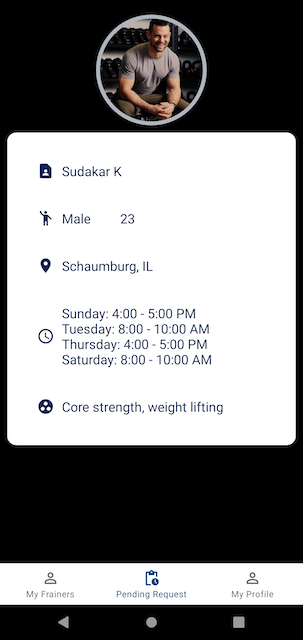 Sudakar K
Male 23
Schaumburg, IL
Sunday: 4:00 - 5:00 PM
Tuesday: 8:00 - 10:00 AM
Thursday: 4:00 - 5:00 PM
Saturday: 8:00 - 10:00 AM
Core strength, weight lifting
My Frainers
Pending Request
My Profile